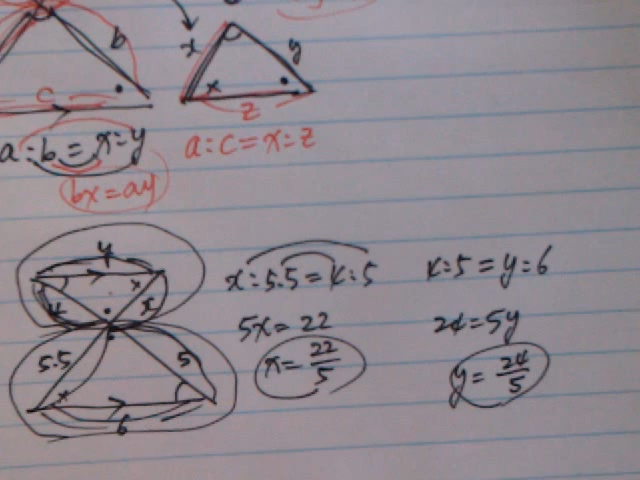 b
c
x
y
x
z
a:b = x:y
a:c = x:z
bx = ay
y
4
x
x
5.5
5
x
6
x:5.5 = 4:5
5x = 22
x = 22/5
4:5 = y:6
24 = 5y
y = 24/5